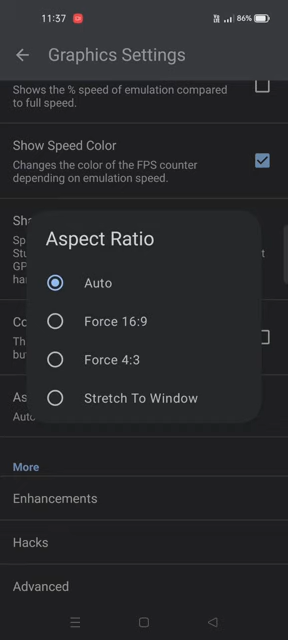 11:37
86%
Graphics Settings
Shows the % speed of emulation compared
to full speed.
Show Speed Color
Changes the color of the FPS counter
depending on emulation speed.
Aspect Ratio
Auto
Force 16:9
Force 4:3
Stretch To Window
Auto
More
Enhancements
Hacks
Advanced